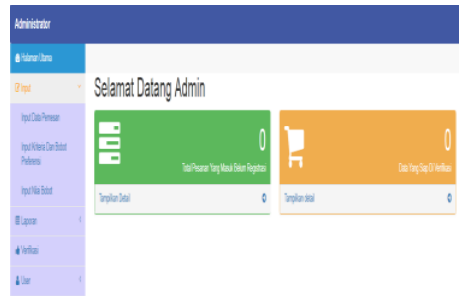 Administrator
Halaman Utama
Input
Input Data Pemesan
Input Kriteria Dan Bobot
Preferensi
Input Nilai Bobot
Laporan
Verifikasi
User
Selamat Datang Admin
0
Total Pesanan Yang Masuk Belum Registrasi
Tampilkan Detail
0
Data Yang Siap Di Verifikasi
Tampilkan detail